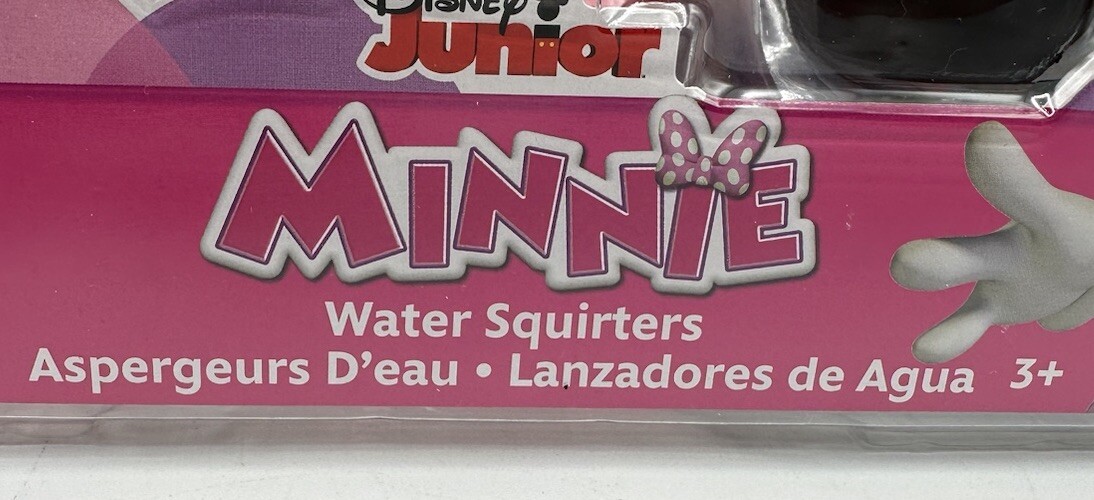 Disney
Junior
MINNIE
Water Squirters
Aspergeurs D'eau • Lanzadores de Agua 3+